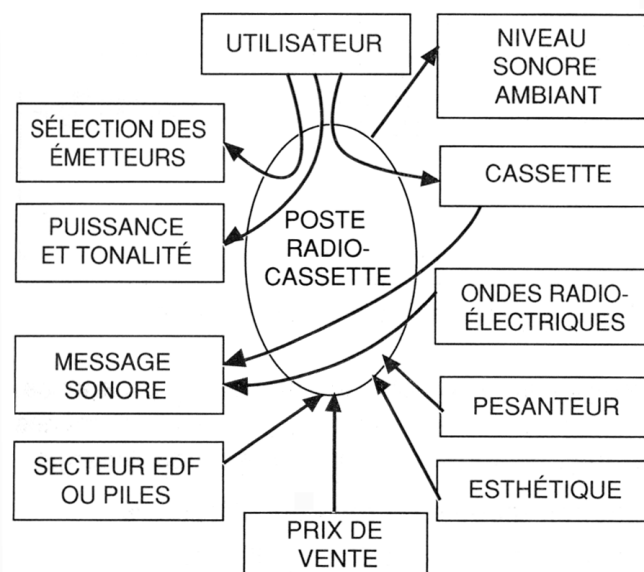 UTILISATEUR
NIVEAU
SONORE
AMBIANT
SÉLECTION DES
ÉMETTEURS
CASSETTE
PUISSANCE
ET TONALITÉ
POSTE
RADIO-
CASSETTE
ONDES RADIO-
ÉLECTRIQUES
MESSAGE
SONORE
PESANTEUR
SECTEUR EDF
OU PILES
ESTHÉTIQUE
PRIX DE
VENTE